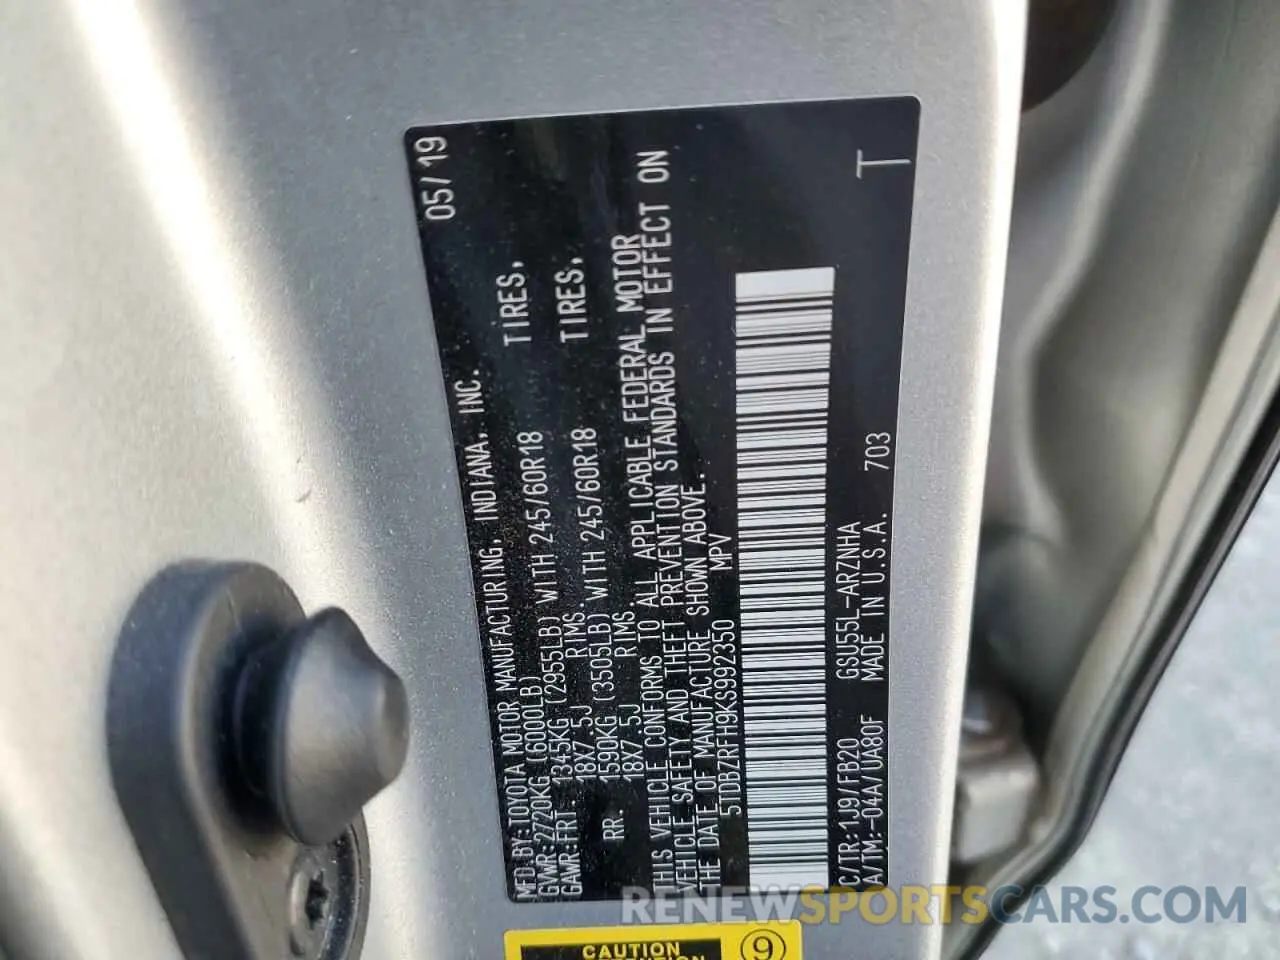 MFD.BY:TOYOTA MOTOR MANUFACTURING, INDIANA, INC. 05/19
GVWR:2720KG (6000LB)
GAWR:FRT 1345KG (2955LB) WITH 245/60R18 TIRES,
18X7.5J RIMS.
RR. 1590KG (3505LB) WITH 245/60R18 TIRES,
18X7.5J RIMS.
THIS VEHICLE CONFORMS TO ALL APPLICABLE FEDERAL MOTOR
VEHICLE SAFETY AND THEFT PREVENTION STANDARDS IN EFFECT ON
THE DATE OF MANUFACTURE SHOWN ABOVE.
5TDBZRFH9KS992350 MPV
C/TR:1J9/FB20 GSU55L-ARZNHA
A/TM:-04A/UA80F MADE IN U.S.A. 703
T
CAUTION
9
RENEWSPORTSCARS.COM